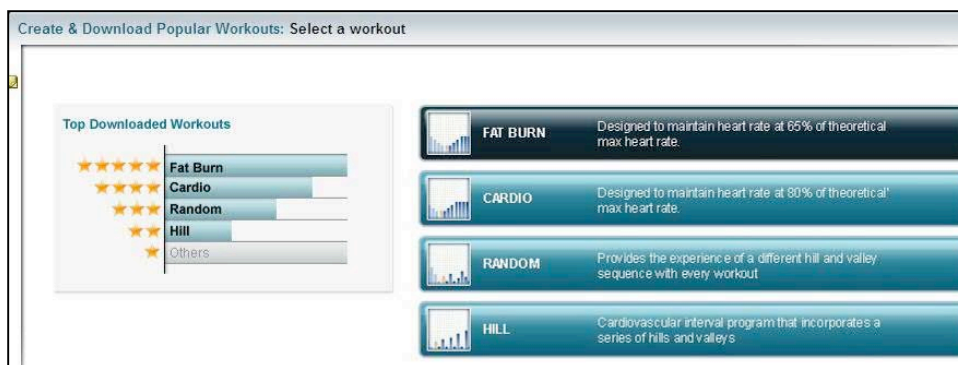 Create & Download Popular Workouts: Select a workout
Top Downloaded Workouts
Fat Burn
Cardio
Random
Hill
Others
FAT BURN
Designed to maintain heart rate at 65% of theoretical
max heart rate.
CARDIO
Designed to maintain heart rate at 80% of theoretical'
max heart rate.
RANDOM
Provides the experience of a different hill and valley
sequence with every workout
HILL
Cardiovascular interval program that incorporates a
series of hills and valleys